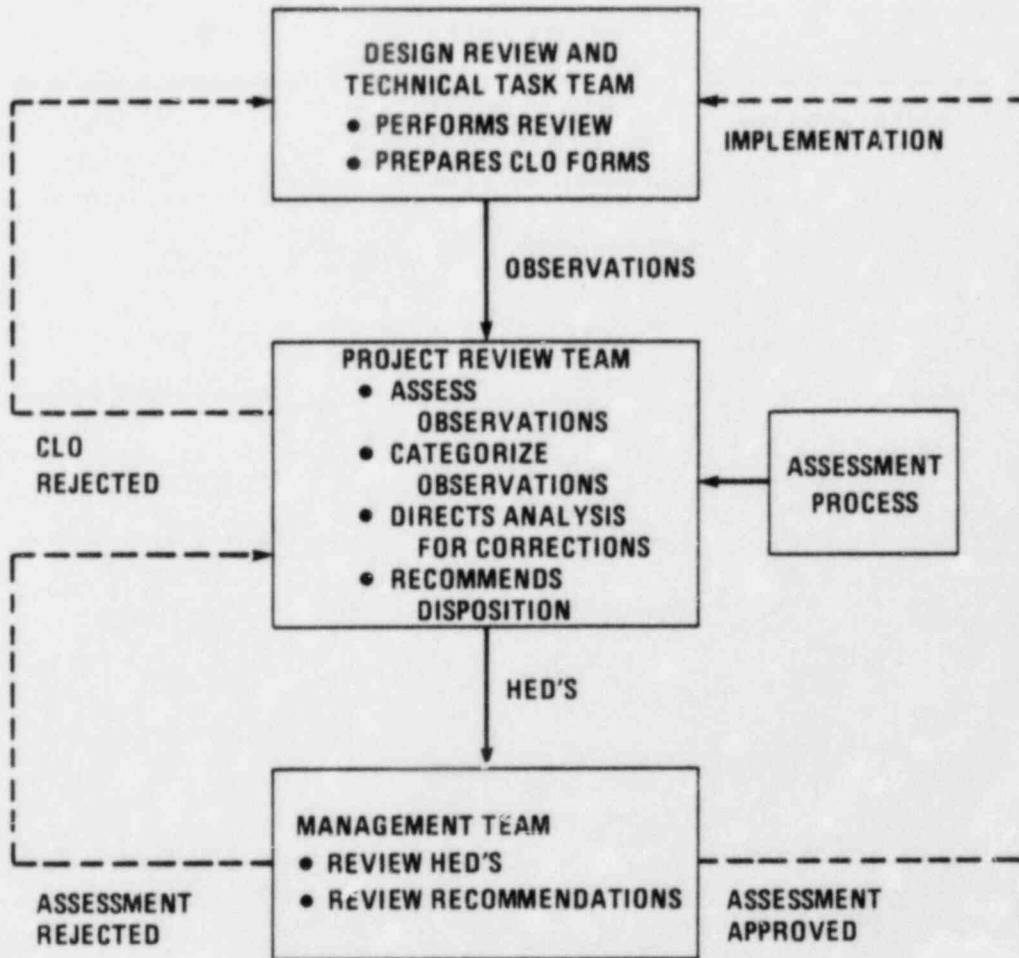 DESIGN REVIEW AND
TECHNICAL TASK TEAM
• PERFORMS REVIEW
• PREPARES CLO FORMS
IMPLEMENTATION
OBSERVATIONS
PROJECT REVIEW TEAM
• ASSESS
OBSERVATIONS
• CATEGORIZE
OBSERVATIONS
• DIRECTS ANALYSIS
FOR CORRECTIONS
• RECOMMENDS
DISPOSITION
CLO
REJECTED
ASSESSMENT
PROCESS
HED'S
MANAGEMENT TEAM
• REVIEW HED'S
• REVIEW RECOMMENDATIONS
ASSESSMENT
REJECTED
ASSESSMENT
APPROVED